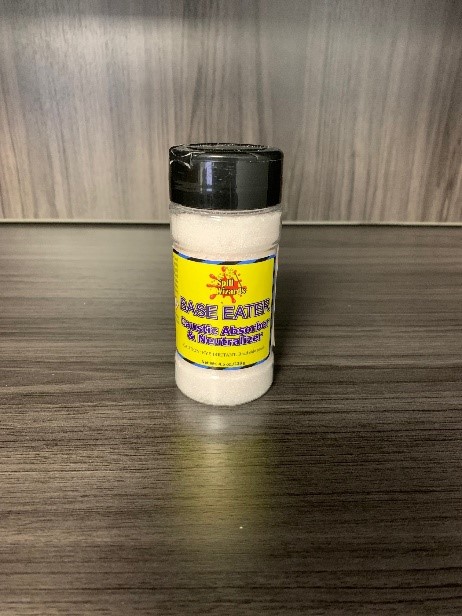 Spill
Wizards
BASE EATER
Caustic Absorber
& Neutralizer